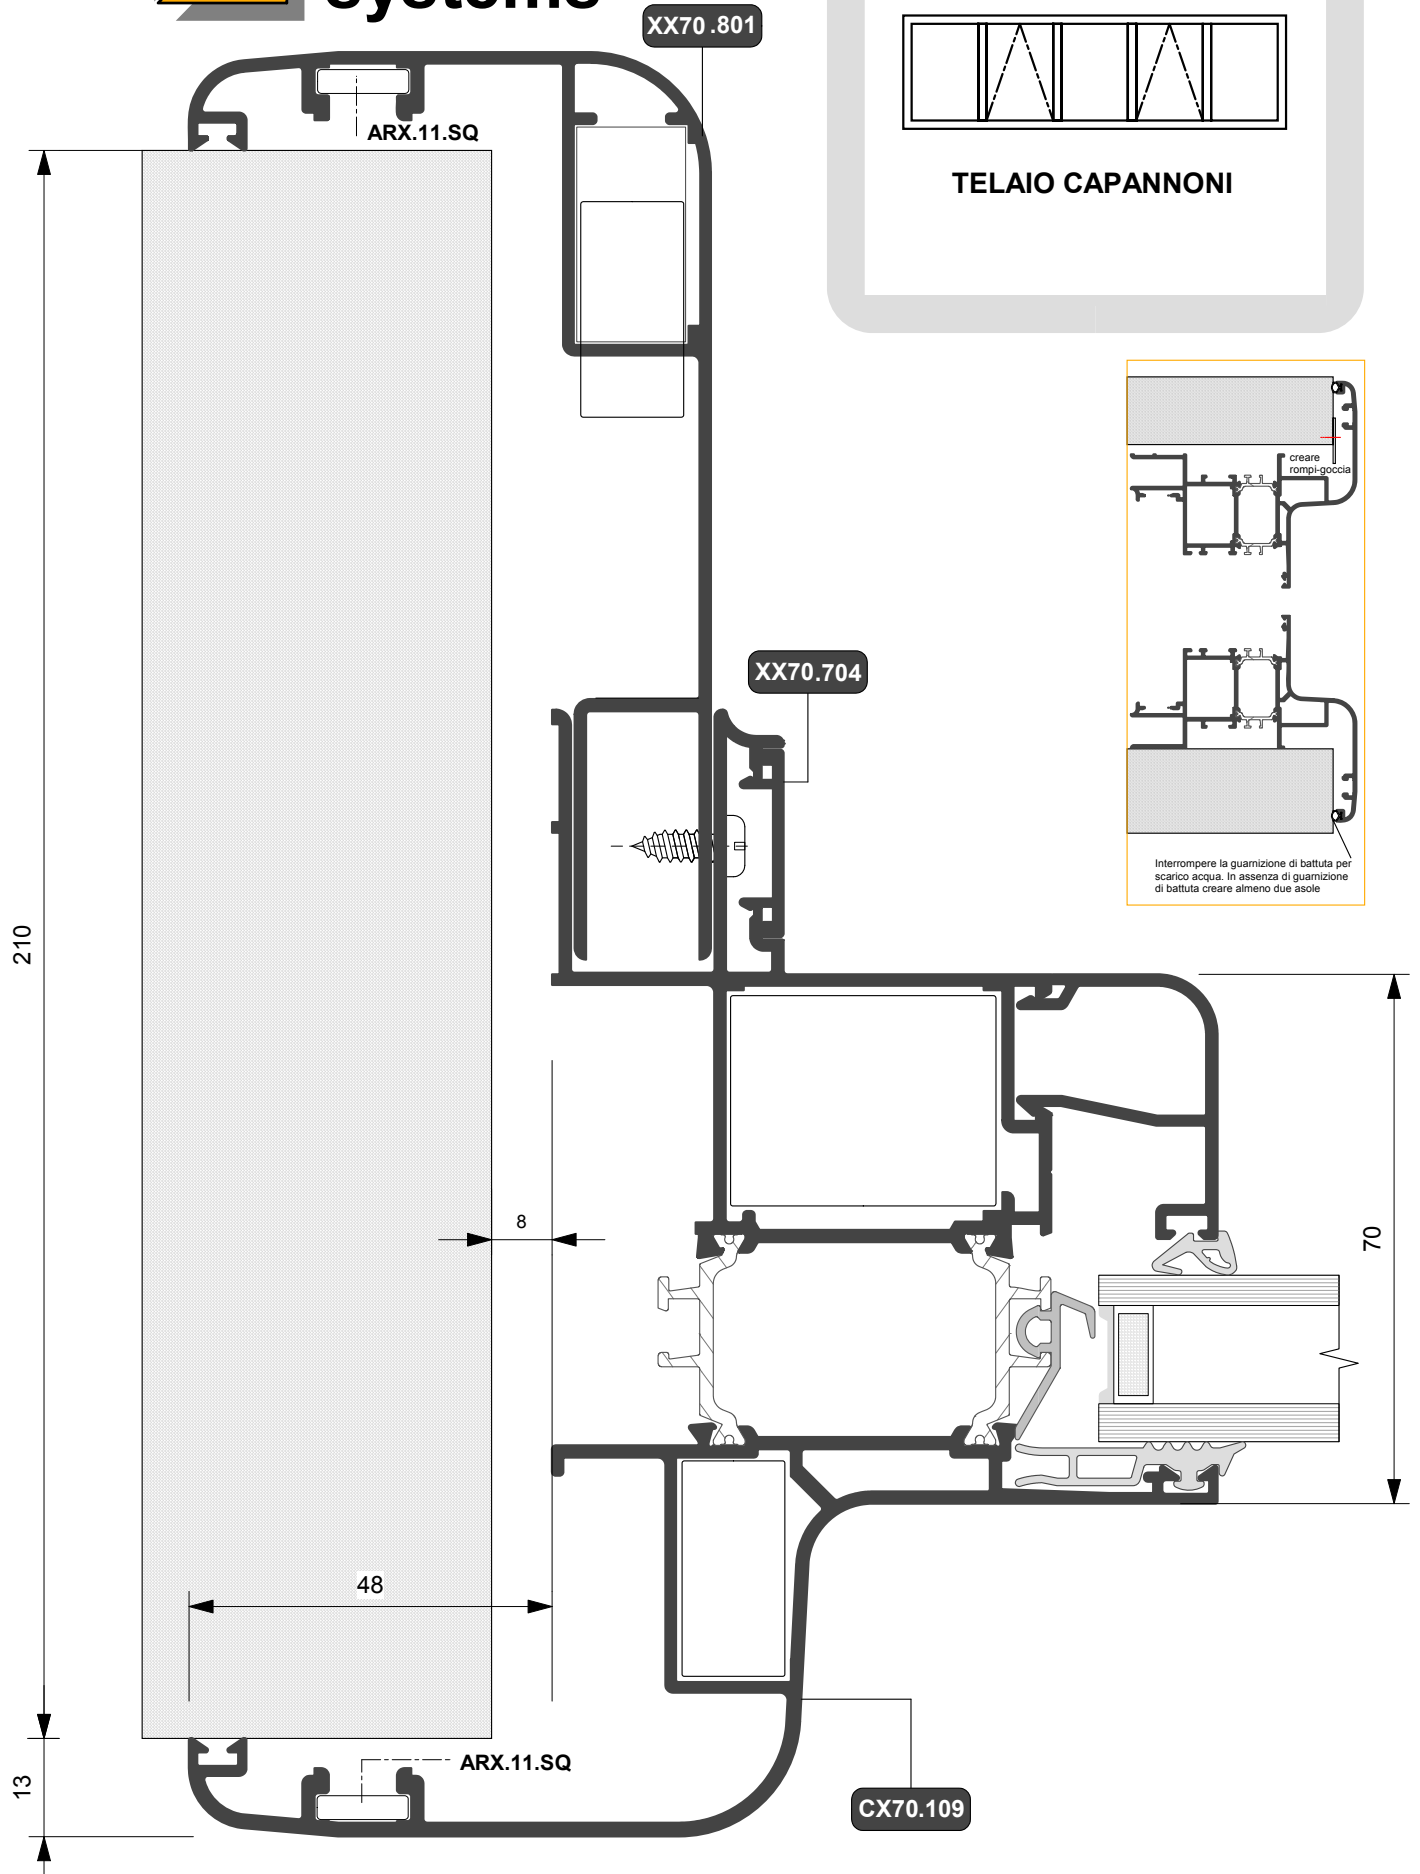 systems
XX70.801
ARX.11.SQ
TELAIO CAPANNONI
creare
rompi-goccia
XX70.704
Interrompere la guarnizione di battuta per
scarico acqua. In assenza di guarnizione
di battuta creare almeno due asole
210
8
70
48
ARX.11.SQ
13
CX70.109